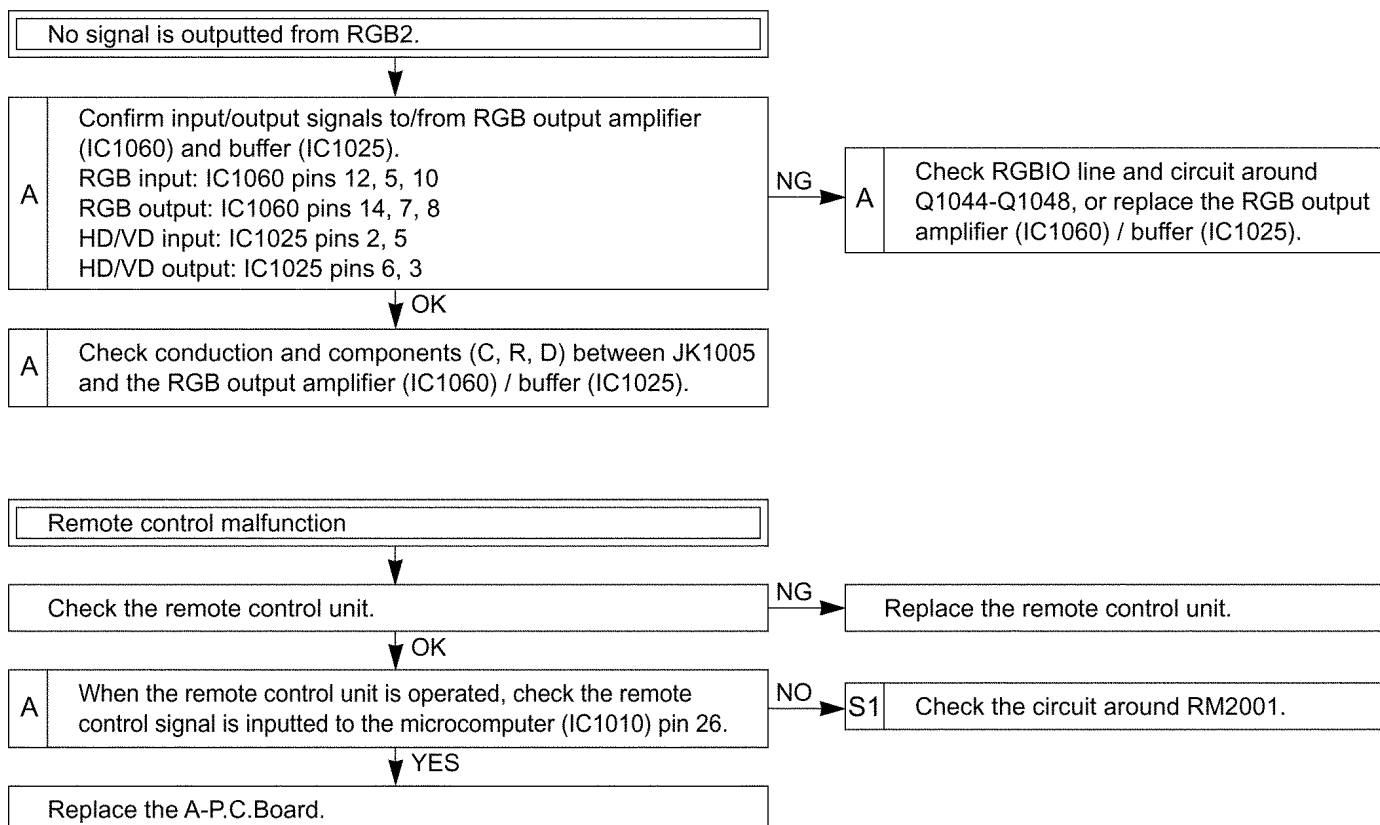 No signal is outputted from RGB2.
A
Confirm input/output signals to/from RGB output amplifier
(IC1060) and buffer (IC1025).
RGB input: IC1060 pins 12, 5, 10
RGB output: IC1060 pins 14, 7, 8
HD/VD input: IC1025 pins 2, 5
HD/VD output: IC1025 pins 6, 3
NG
A
Check RGBIO line and circuit around
Q1044-Q1048, or replace the RGB output
amplifier (IC1060) / buffer (IC1025).
OK
A
Check conduction and components (C, R, D) between JK1005
and the RGB output amplifier (IC1060) / buffer (IC1025).
Remote control malfunction
Check the remote control unit.
NG
Replace the remote control unit.
OK
A
When the remote control unit is operated, check the remote
control signal is inputted to the microcomputer (IC1010) pin 26.
NO
S1
Check the circuit around RM2001.
YES
Replace the A-P.C.Board.